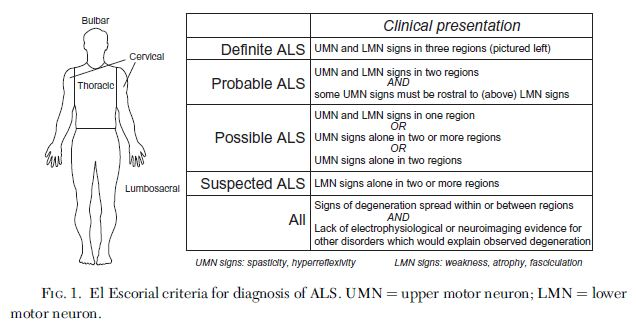 Bulbar
Cervical
Thoracic
Lumbosacral
Clinical presentation
Definite ALS
UMN and LMN signs in three regions (pictured left)
Probable ALS
UMN and LMN signs in two regions
AND
some UMN signs must be rostral to (above) LMN signs
Possible ALS
UMN and LMN signs in one region
OR
UMN signs alone in two or more regions
OR
UMN signs alone in two regions
Suspected ALS
LMN signs alone in two or more regions
All
Signs of degeneration spread within or between regions
AND
Lack of electrophysiological or neuroimaging evidence for
other disorders which would explain observed degeneration
UMN signs: spasticity, hyperreflexivity
LMN signs: weakness, atrophy, fasciculation
FIG. 1. El Escorial criteria for diagnosis of ALS. UMN = upper motor neuron; LMN = lower
motor neuron.